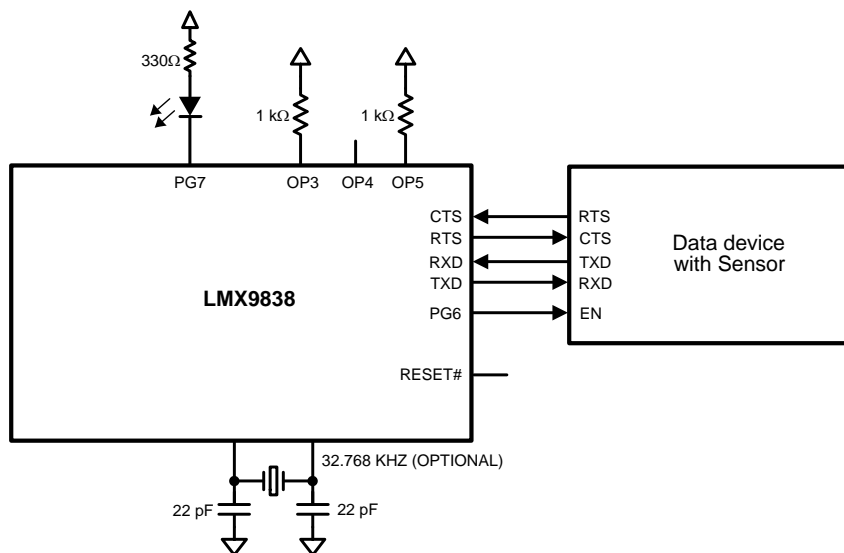 330Ω
1 kΩ
1 kΩ
PG7
OP3
OP4
OP5
CTS
RTS
RXD
TXD
PG6
RESET#
LMX9838
RTS
CTS
TXD
RXD
EN
Data device
with Sensor
32.768 KHZ (OPTIONAL)
22 pF
22 pF